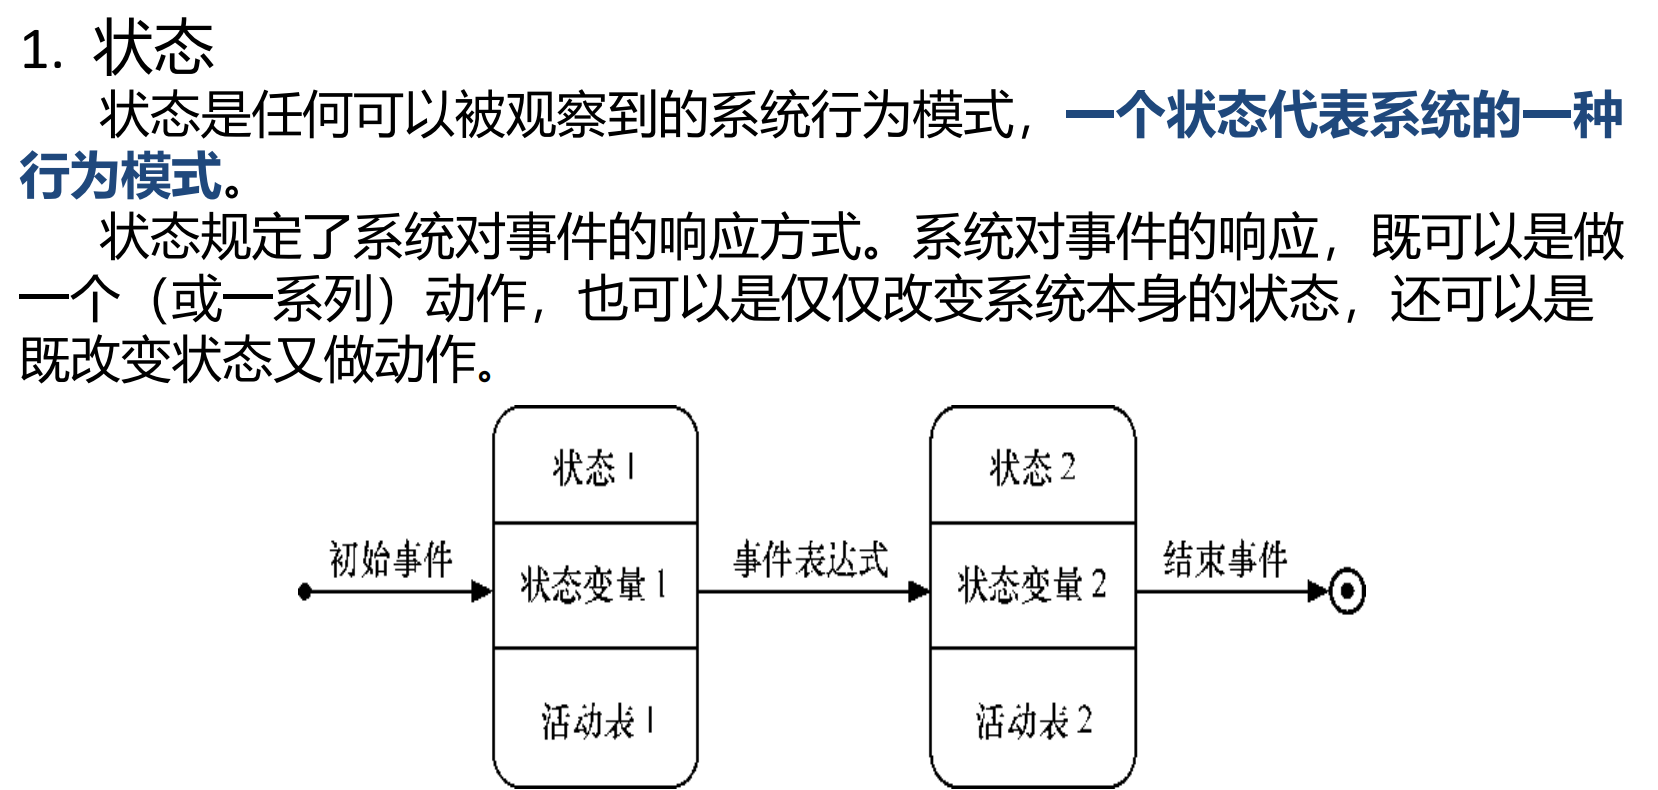 1. 状态
状态是任何可以被观察到的系统行为模式，一个状态代表系统的一种
行为模式。
状态规定了系统对事件的响应方式。系统对事件的响应，既可以是做
一个（或一系列）动作，也可以是仅仅改变系统本身的状态，还可以是
既改变状态又做动作。
状态1
状态2
初始事件
状态变量1
事件表达式
状态变量2
结束事件
活动表1
活动表2